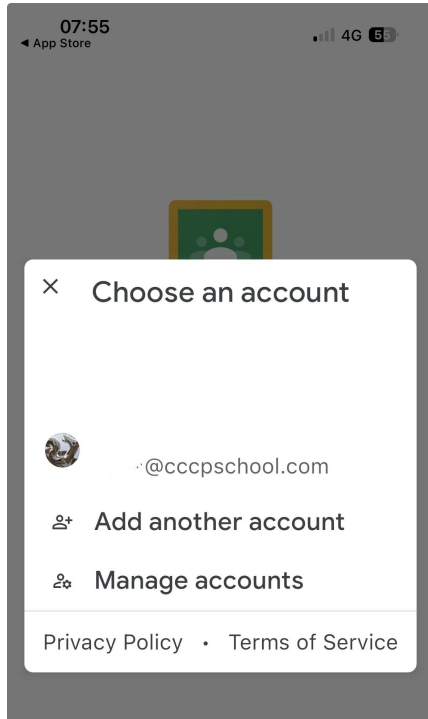 07:55
◀ App Store
4G 55
Choose an account
@cccpschool.com
Add another account
Manage accounts
Privacy Policy • Terms of Service